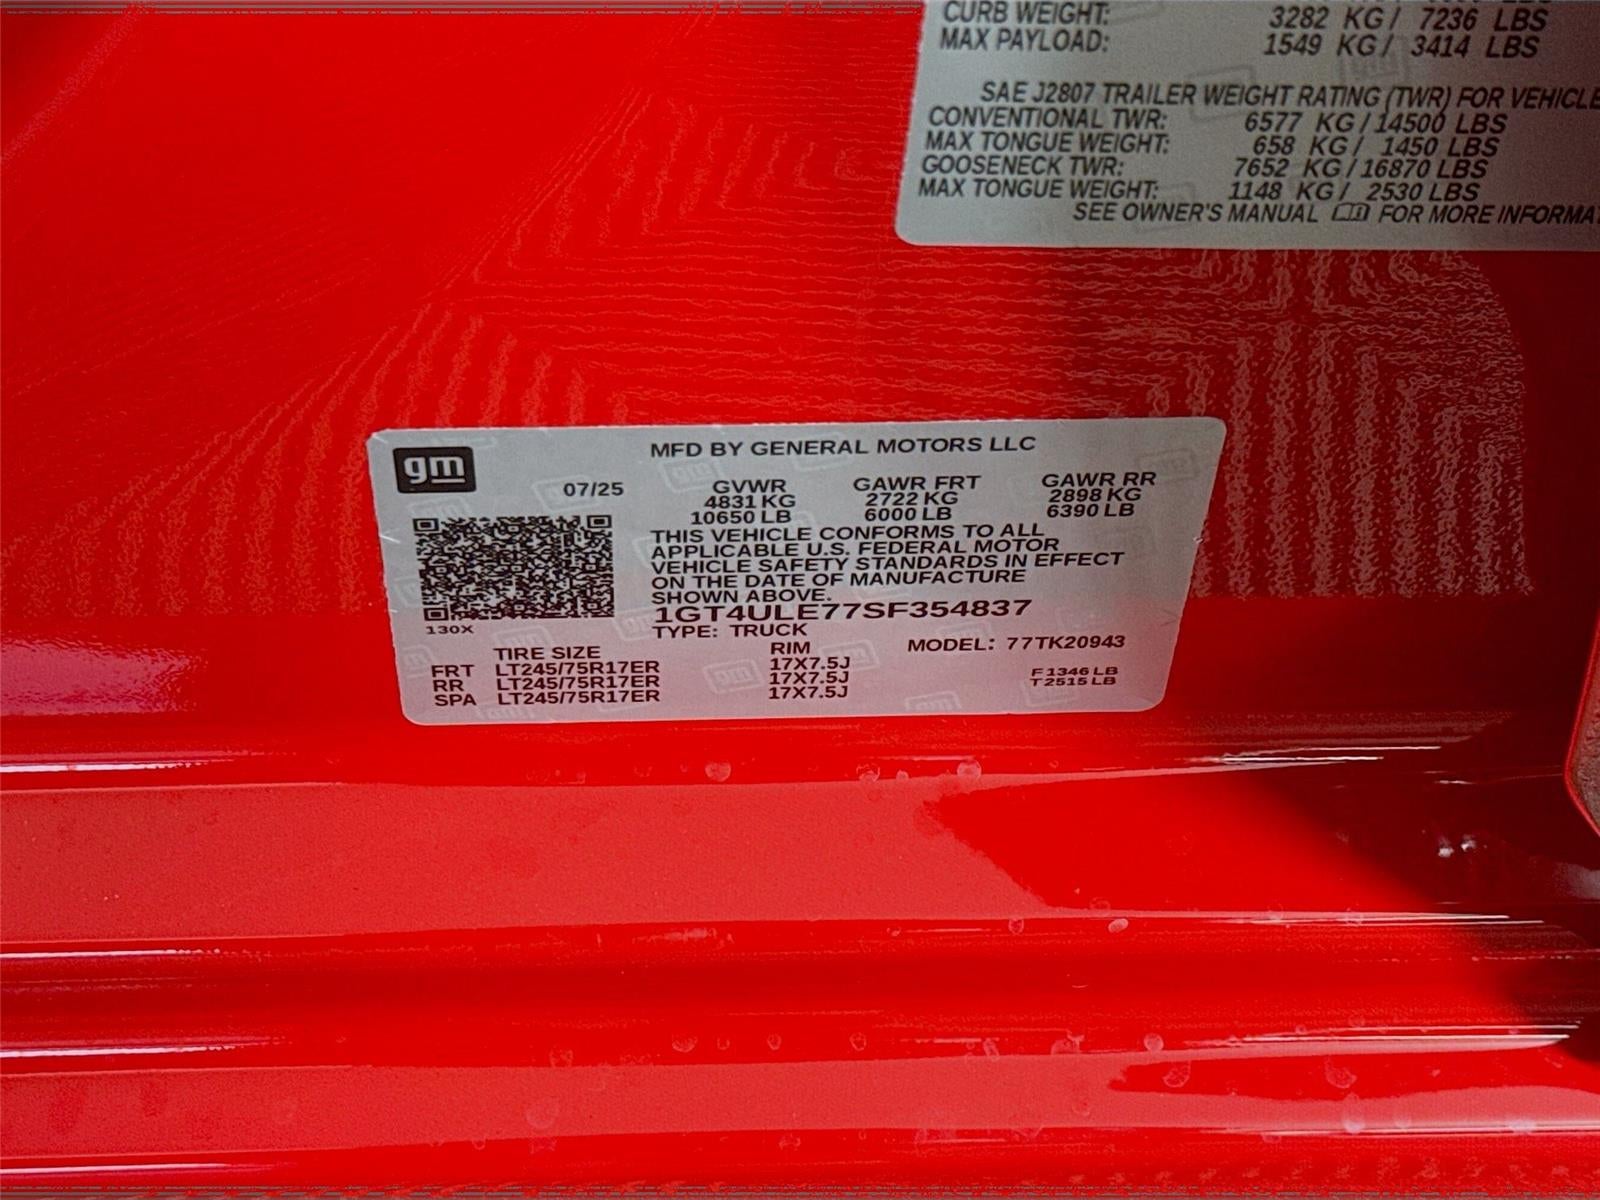 CURB WEIGHT: 3282 KG / 7236 LBS
MAX PAYLOAD: 1549 KG / 3414 LBS
SAE J2807 TRAILER WEIGHT RATING (TWR) FOR VEHICLE
CONVENTIONAL TWR: 6577 KG / 14500 LBS
MAX TONGUE WEIGHT: 658 KG / 1450 LBS
GOOSENECK TWR: 7652 KG / 16870 LBS
MAX TONGUE WEIGHT: 1148 KG / 2530 LBS
SEE OWNER'S MANUAL FOR MORE INFORMAT
gm
MFD BY GENERAL MOTORS LLC
07/25 GVWR GAWR FRT GAWR RR
4831 KG 2722 KG 2898 KG
10650 LB 6000 LB 6390 LB
THIS VEHICLE CONFORMS TO ALL
APPLICABLE U.S. FEDERAL MOTOR
VEHICLE SAFETY STANDARDS IN EFFECT
ON THE DATE OF MANUFACTURE
SHOWN ABOVE.
1GT4ULE77SF354837
130X
TYPE: TRUCK
MODEL: 77TK20943
TIRE SIZE RIM
FRT LT245/75R17ER 17X7.5J
RR LT245/75R17ER 17X7.5J
SPA LT245/75R17ER 17X7.5J
F 1346 LB
T 2515 LB